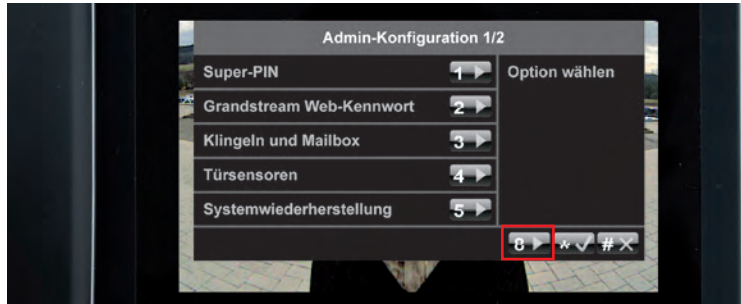 Admin-Konfiguration 1/2
Super-PIN 1 Option wählen
Grandstream Web-Kennwort 2
Klingeln und Mailbox 3
Türsensoren 4
Systemwiederherstellung 5
8 * #